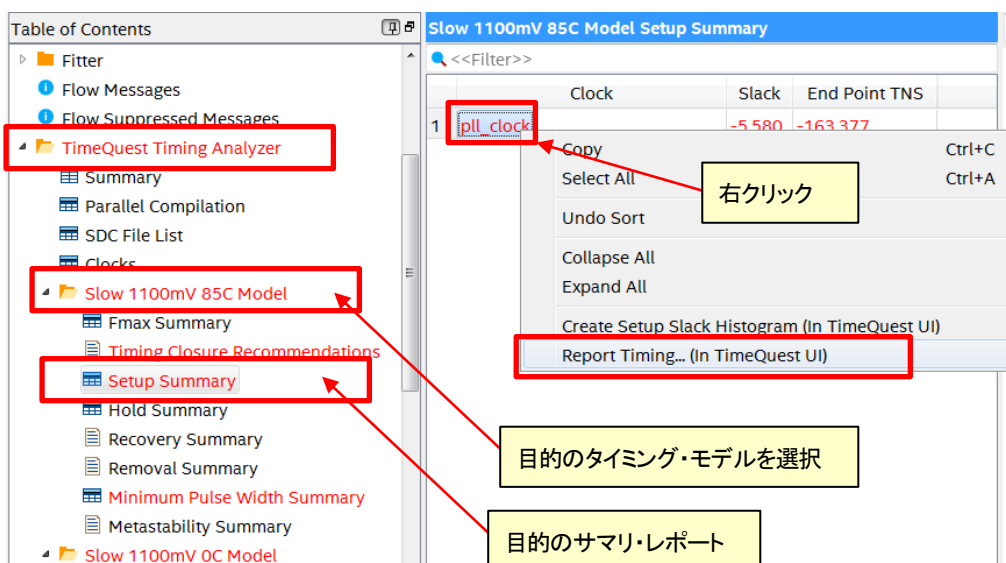 Table of Contents
Fitter
Flow Messages
Flow Suppressed Messages
TimeQuest Timing Analyzer
Summary
Parallel Compilation
SDC File List
Clocks
Slow 1100mV 85C Model
Fmax Summary
Timing Closure Recommendations
Setup Summary
Hold Summary
Recovery Summary
Removal Summary
Minimum Pulse Width Summary
Metastability Summary
Slow 1100mV 0C Model
Slow 1100mV 85C Model Setup Summary
<<Filter>>
Clock Slack End Point TNS
1 pll_clock -5.580 -163.377
Copy Ctrl+C
Select All Ctrl+A
Undo Sort
Collapse All
Expand All
Create Setup Slack Histogram (In TimeQuest UI)
Report Timing... (In TimeQuest UI)
右クリック
目的のタイミング・モデルを選択
目的のサマリ・レポート